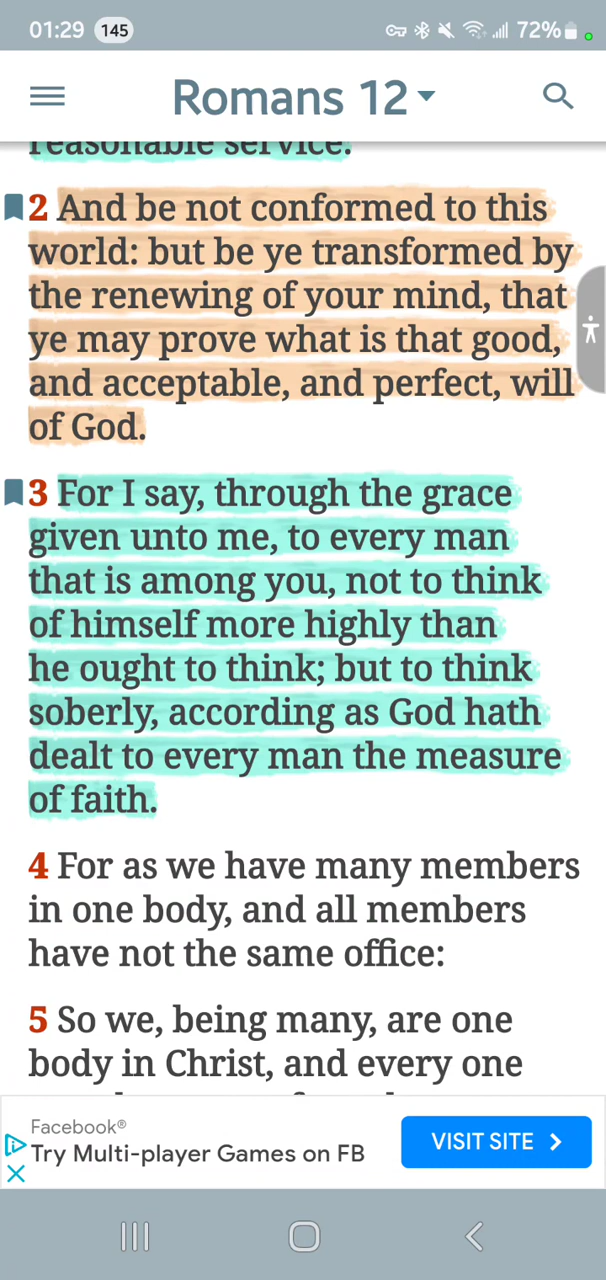 01:29 145 72%
Romans 12
reasonable service.
2 And be not conformed to this
world: but be ye transformed by
the renewing of your mind, that
ye may prove what is that good,
and acceptable, and perfect, will
of God.
3 For I say, through the grace
given unto me, to every man
that is among you, not to think
of himself more highly than
he ought to think; but to think
soberly, according as God hath
dealt to every man the measure
of faith.
4 For as we have many members
in one body, and all members
have not the same office:
5 So we, being many, are one
body in Christ, and every one
Facebook®
Try Multi-player Games on FB
VISIT SITE